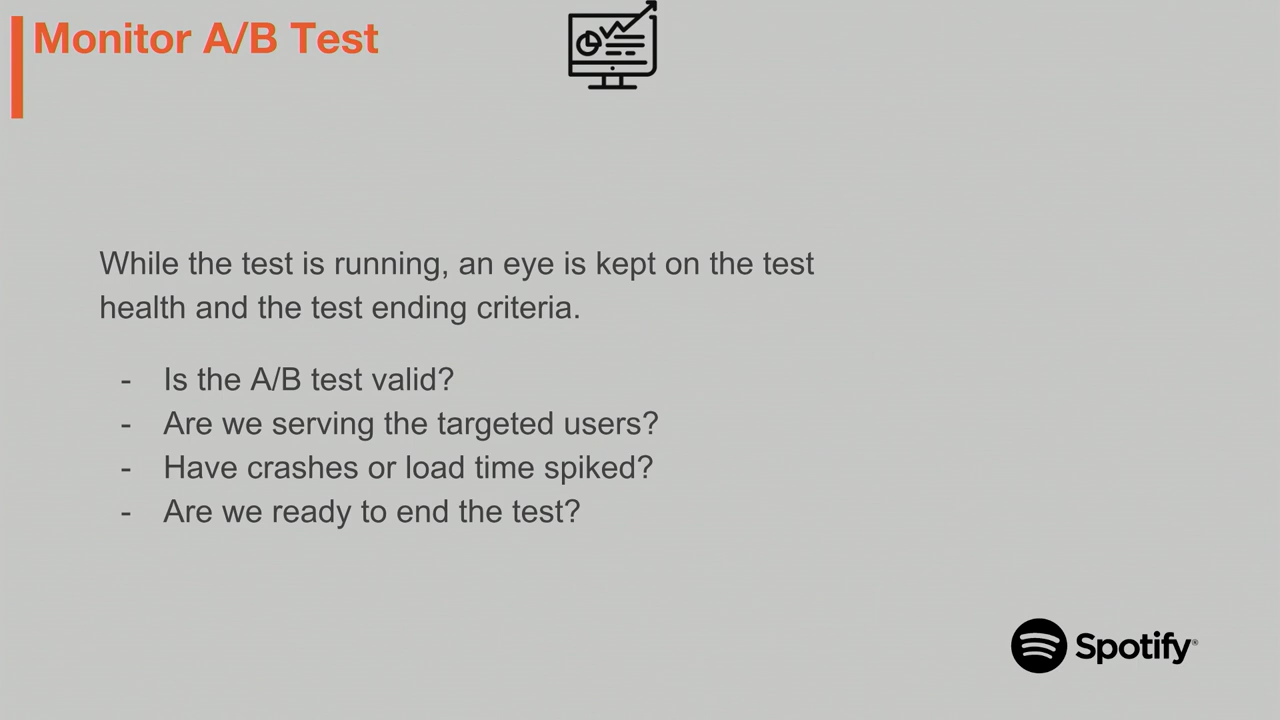 Monitor A/B Test
While the test is running, an eye is kept on the test
health and the test ending criteria.
- Is the A/B test valid?
- Are we serving the targeted users?
- Have crashes or load time spiked?
- Are we ready to end the test?
Spotify®